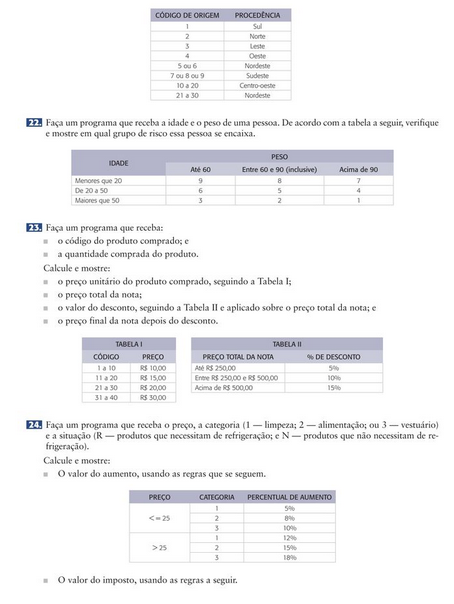 CÓDIGO DE ORIGEM PROCEDÊNCIA
1 Sul
2 Norte
3 Leste
4 Oeste
5 ou 6 Nordeste
7 ou 8 ou 9 Sudeste
10 a 20 Centro-oeste
21 a 30 Nordeste
22. Faça um programa que receba a idade e o peso de uma pessoa. De acordo com a tabela a seguir, verifique
e mostre em qual grupo de risco essa pessoa se encaixa.
IDADE PESO
Até 60 Entre 60 e 90 (inclusive) Acima de 90
Menores que 20 9 8 7
De 20 a 50 6 5 4
Maiores que 50 3 2 1
23. Faça um programa que receba:
■ o código do produto comprado; e
■ a quantidade comprada do produto.
Calcule e mostre:
■ o preço unitário do produto comprado, seguindo a Tabela I;
■ o preço total da nota;
■ o valor do desconto, seguindo a Tabela II e aplicado sobre o preço total da nota; e
■ o preço final da nota depois do desconto.
TABELA I
CÓDIGO PREÇO
1 a 10 R$ 10,00
11 a 20 R$ 15,00
21 a 30 R$ 20,00
31 a 40 R$ 30,00
TABELA II
PREÇO TOTAL DA NOTA % DE DESCONTO
Até R$ 250,00 5%
Entre R$ 250,00 e R$ 500,00 10%
Acima de R$ 500,00 15%
24. Faça um programa que receba o preço, a categoria (1 — limpeza; 2 — alimentação; ou 3 — vestuário)
e a situação (R — produtos que necessitam de refrigeração; e N — produtos que não necessitam de re-
frigeração).
Calcule e mostre:
■ O valor do aumento, usando as regras que se seguem.
PREÇO CATEGORIA PERCENTUAL DE AUMENTO
<= 25 1 5%
2 8%
3 10%
> 25 1 12%
2 15%
3 18%
■ O valor do imposto, usando as regras a seguir.